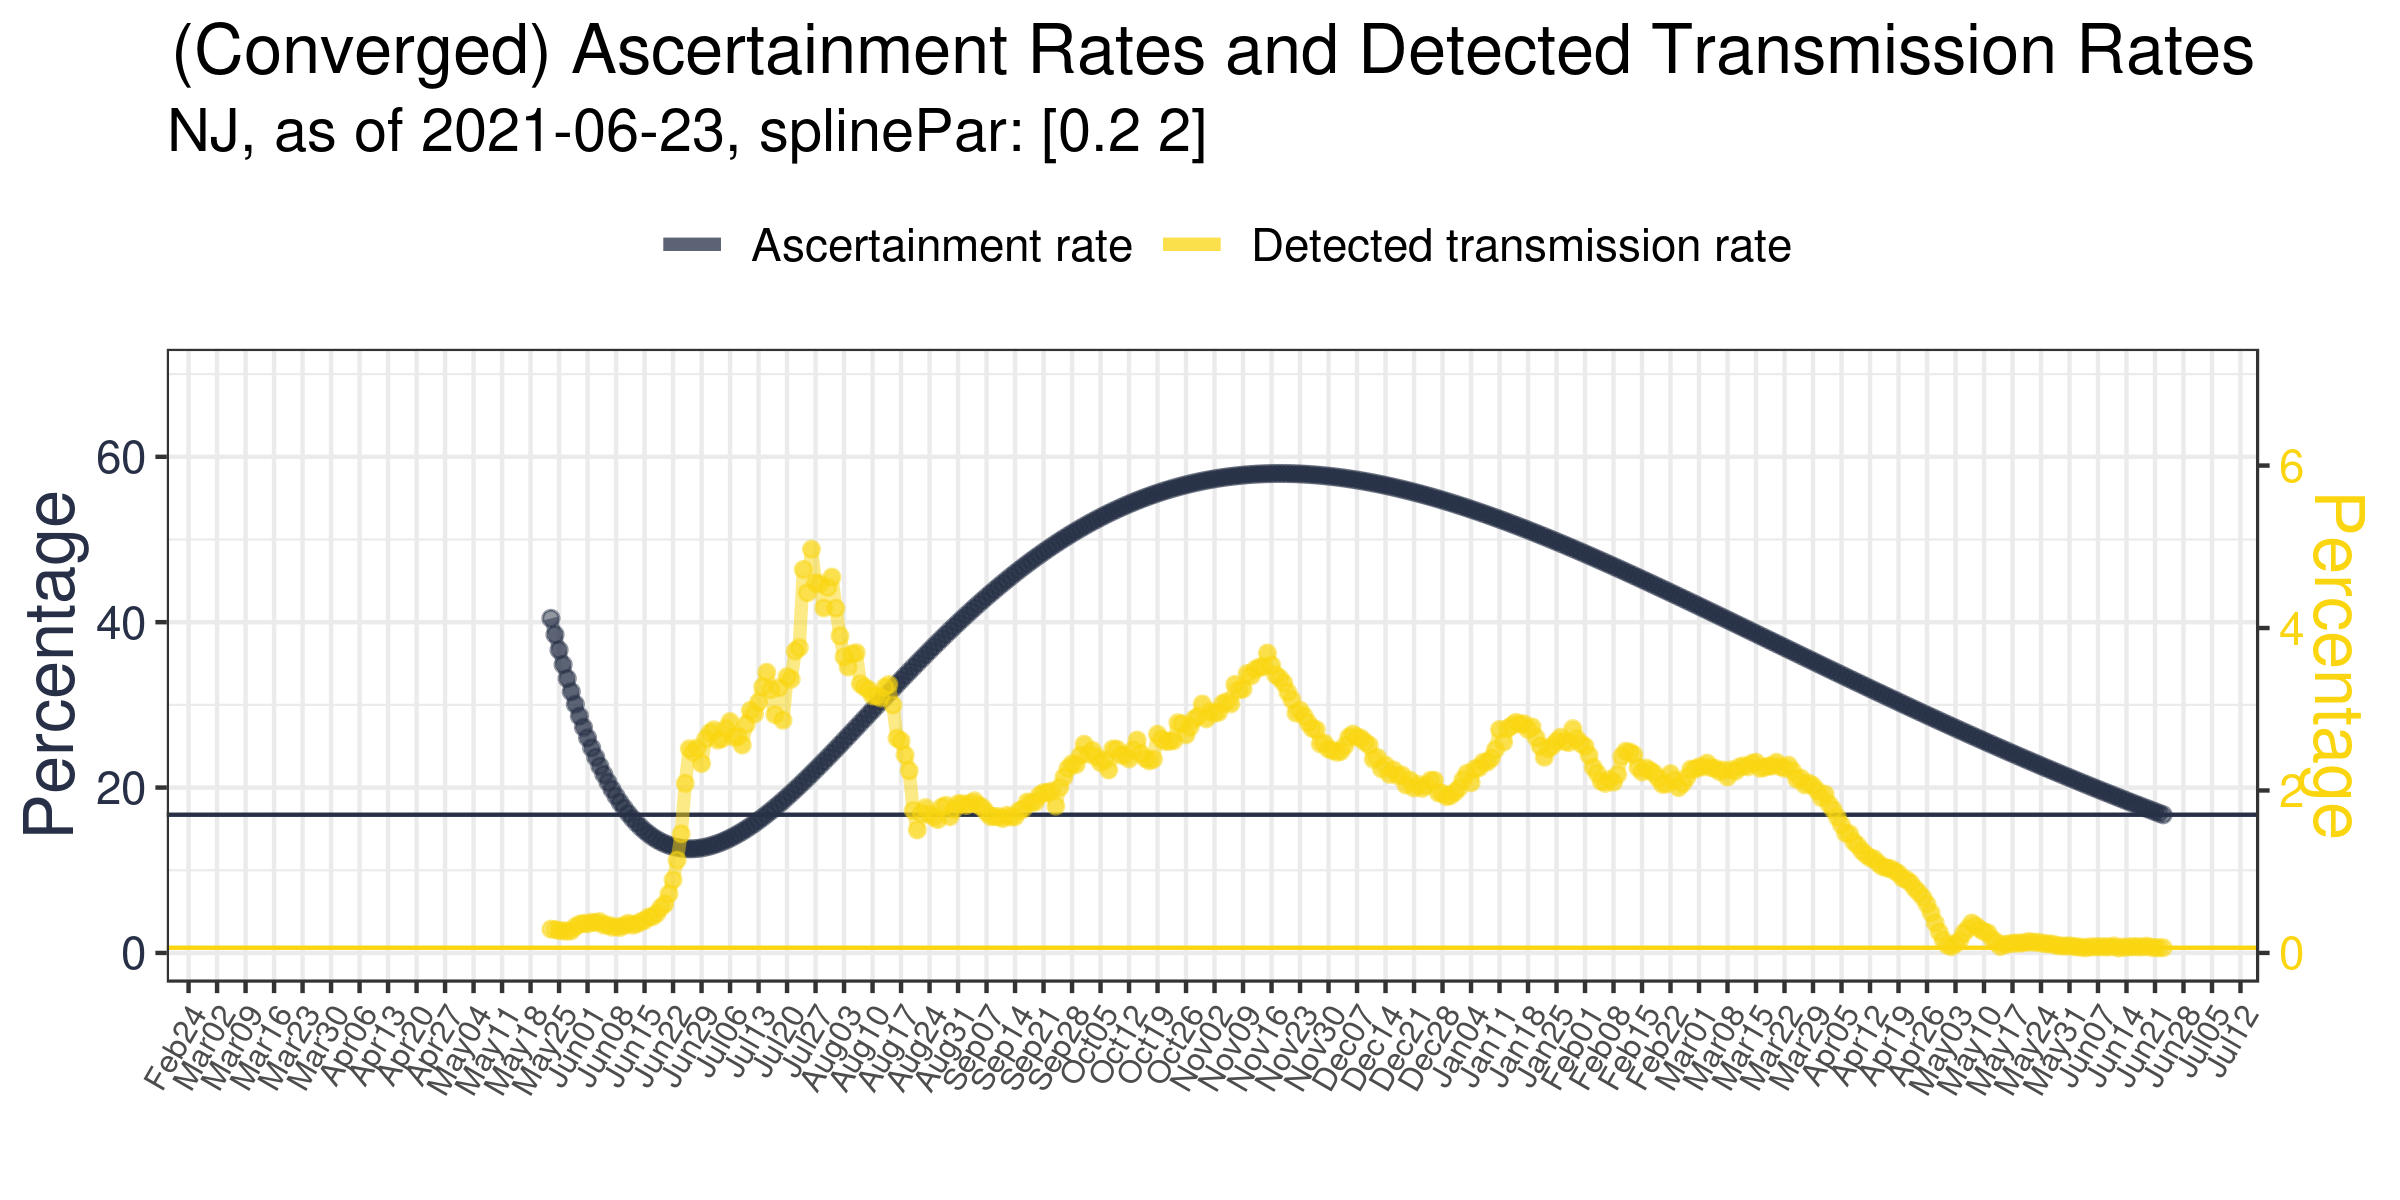 (Converged) Ascertainment Rates and Detected Transmission Rates
NJ, as of 2021-06-23, splinePar: [0.2 2]
Ascertainment rate
Detected transmission rate
Percentage
60
40
20
0
6
4
2
0
Percentage
Feb24
Mar02
Mar09
Mar16
Mar23
Mar30
Apr06
Apr13
Apr20
Apr27
May04
May11
May18
May25
Jun01
Jun08
Jun15
Jun22
Jun29
Jul06
Jul13
Jul20
Jul27
Aug03
Aug10
Aug17
Aug24
Aug31
Sep07
Sep14
Sep21
Sep28
Oct05
Oct12
Oct19
Oct26
Nov02
Nov09
Nov16
Nov23
Nov30
Dec07
Dec14
Dec21
Dec28
Jan04
Jan11
Jan18
Jan25
Feb01
Feb08
Feb15
Feb22
Mar01
Mar08
Mar15
Mar22
Mar29
Apr05
Apr12
Apr19
Apr26
May03
May10
May17
May24
May31
Jun07
Jun14
Jun21
Jun28
Jul05
Jul12